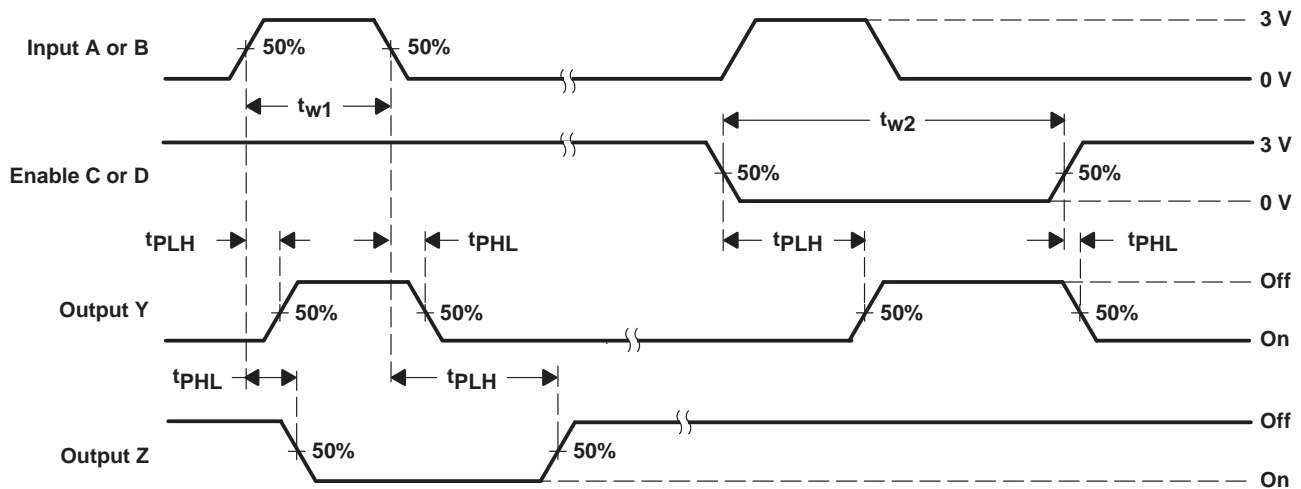 3 V
Input A or B
50%
50%
0 V
tw1
tw2
3 V
Enable C or D
50%
50%
0 V
tPLH
tPHL
tPLH
tPHL
Off
Output Y
50%
50%
50%
50%
On
tPHL
tPLH
Off
Output Z
50%
50%
On